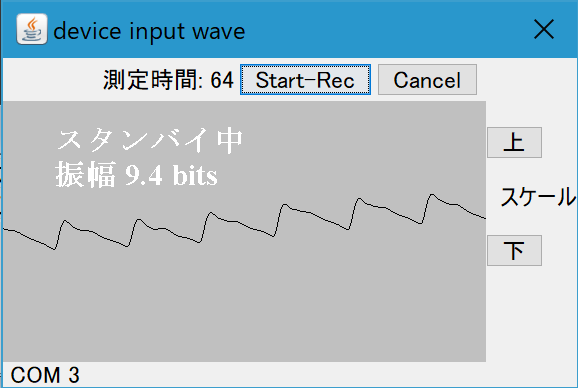 device input wave
測定時間: 64 Start-Rec Cancel
スタンバイ中
振幅 9.4 bits
上
スケール
下
COM 3